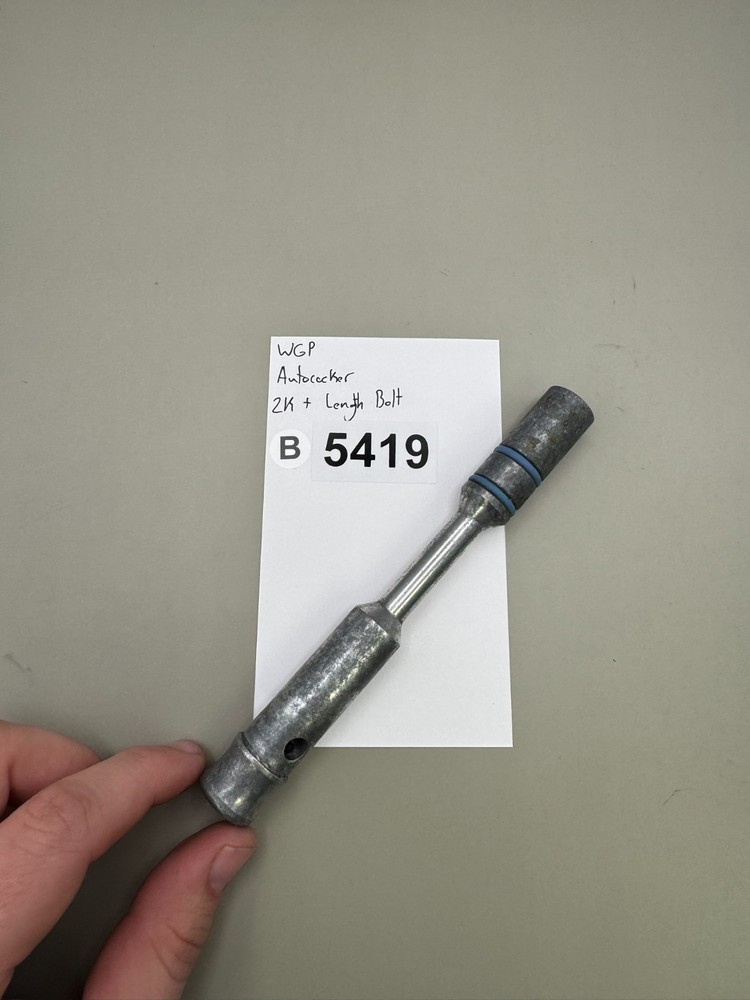 WGP
Autococker
2K + Length Bolt
B 5419